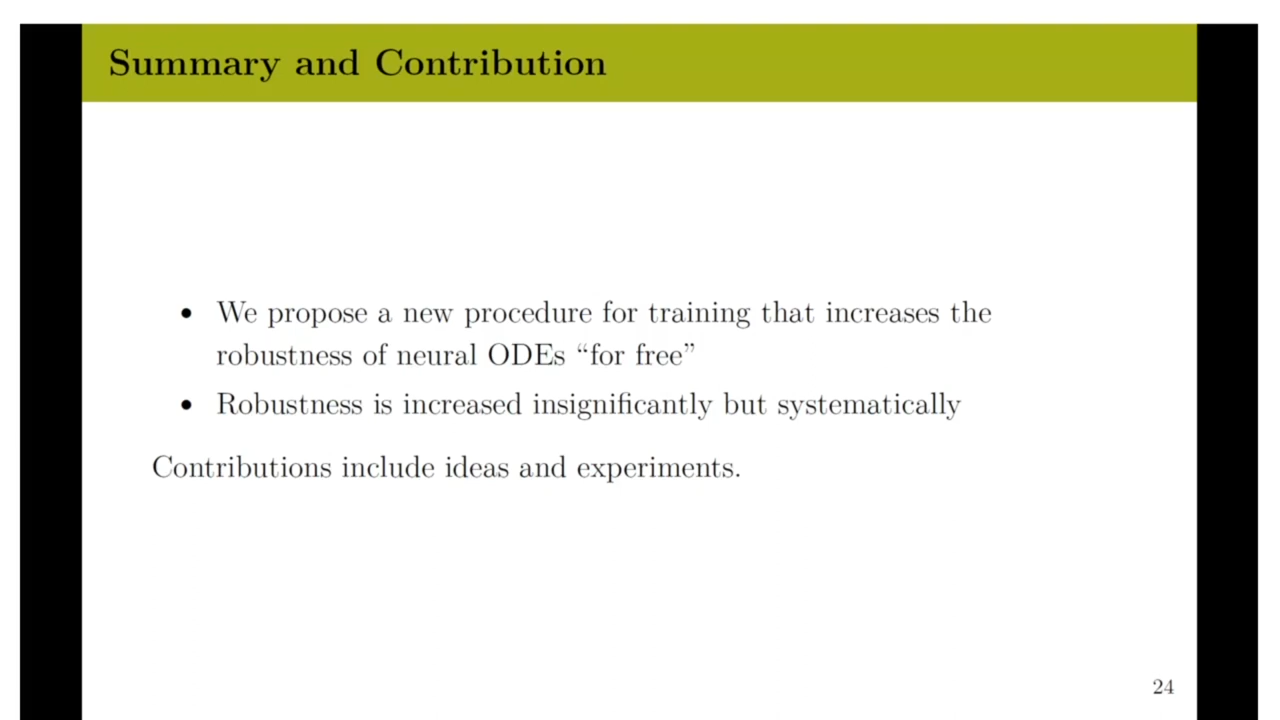 Summary and Contribution
• We propose a new procedure for training that increases the
robustness of neural ODEs “for free”
• Robustness is increased insignificantly but systematically
Contributions include ideas and experiments.
24